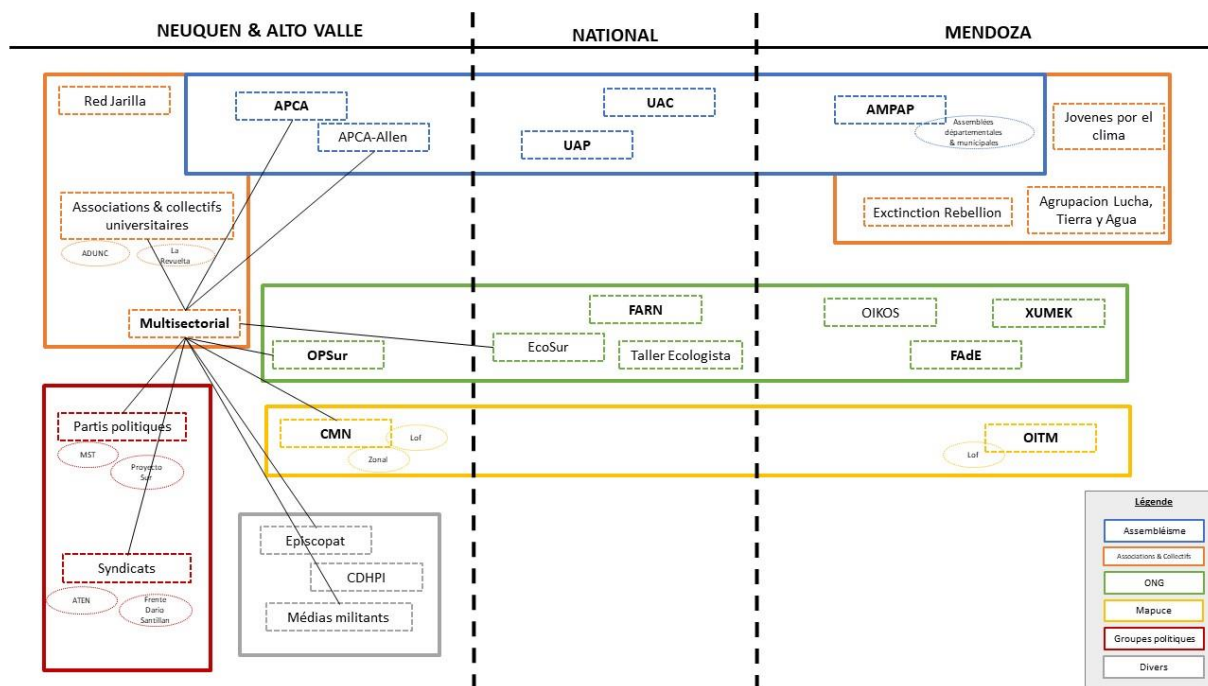 NEUQUEN & ALTO VALLE
NATIONAL
MENDOZA
Red Jarilla
APCA
APCA-Allen
UAC
UAP
AMPAP
Assemblées
départementales
& municipales
Jovenes por el
clima
Associations & collectifs
universitaires
ADUNC
La
Revuelta
Exctinction Rebellion
Agrupacion Lucha,
Tierra y Agua
Multisectorial
OPSur
FARN
EcoSur
Taller Ecologista
OIKOS
XUMEK
FAdE
Partis politiques
MST
Proyecto
Sur
CMN
Lof
Zonal
OITM
Lof
Syndicats
ATEN
Frente
Dario
Santillan
Episcopat
CDHPI
Médias militants
Légende
Assembléisme
Associations & Collectifs
ONG
Mapuce
Groupes politiques
Divers